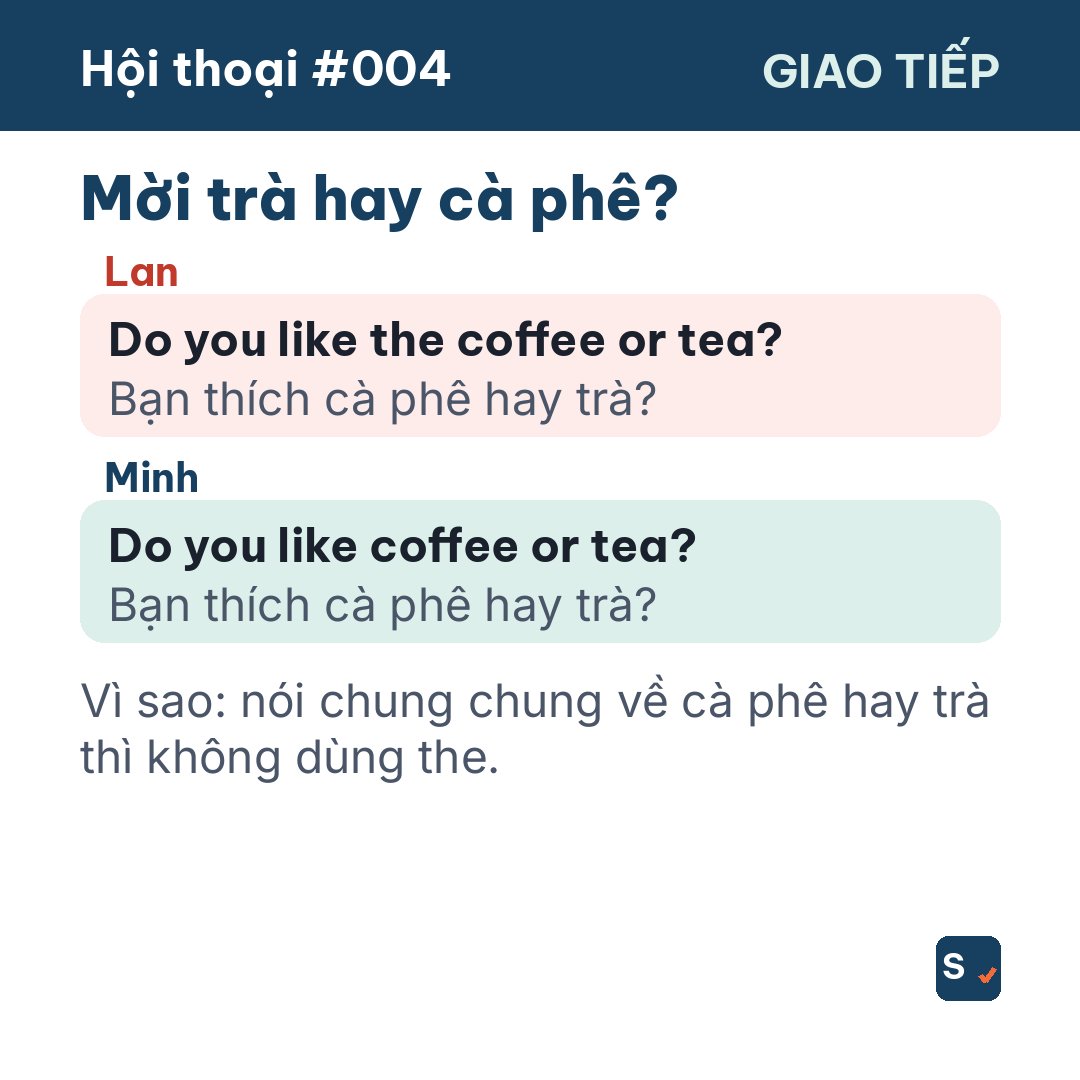 Hội thoại #004
GIAO TIẾP
Mời trà hay cà phê?
Lan
Do you like the coffee or tea?
Bạn thích cà phê hay trà?
Minh
Do you like coffee or tea?
Bạn thích cà phê hay trà?
Vì sao: nói chung chung về cà phê hay trà
thì không dùng the.
S